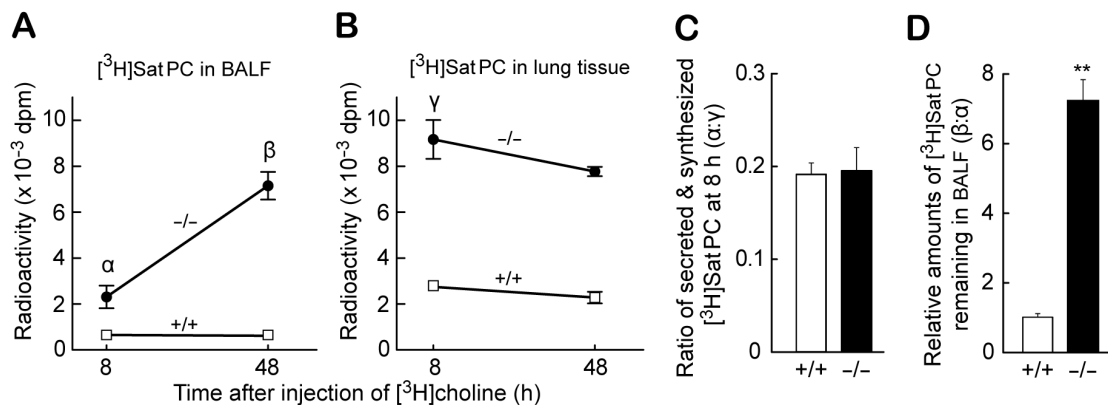 A
[³H]Sat PC in BALF
Radioactivity (x 10⁻³ dpm)
10
8
6
4
2
0
α
β
–/–
+/+
8
48
B
[³H]Sat PC in lung tissue
Radioactivity (x 10⁻³ dpm)
10
8
6
4
2
0
γ
–/–
+/+
8
48
Time after injection of [³H]choline (h)
C
Ratio of secreted & synthesized
[³H]Sat PC at 8 h (α:γ)
0.3
0.2
0.1
0
+/+
–/–
D
Relative amounts of [³H]Sat PC
remaining in BALF (β:α)
8
6
4
2
0
**
+/+
–/–